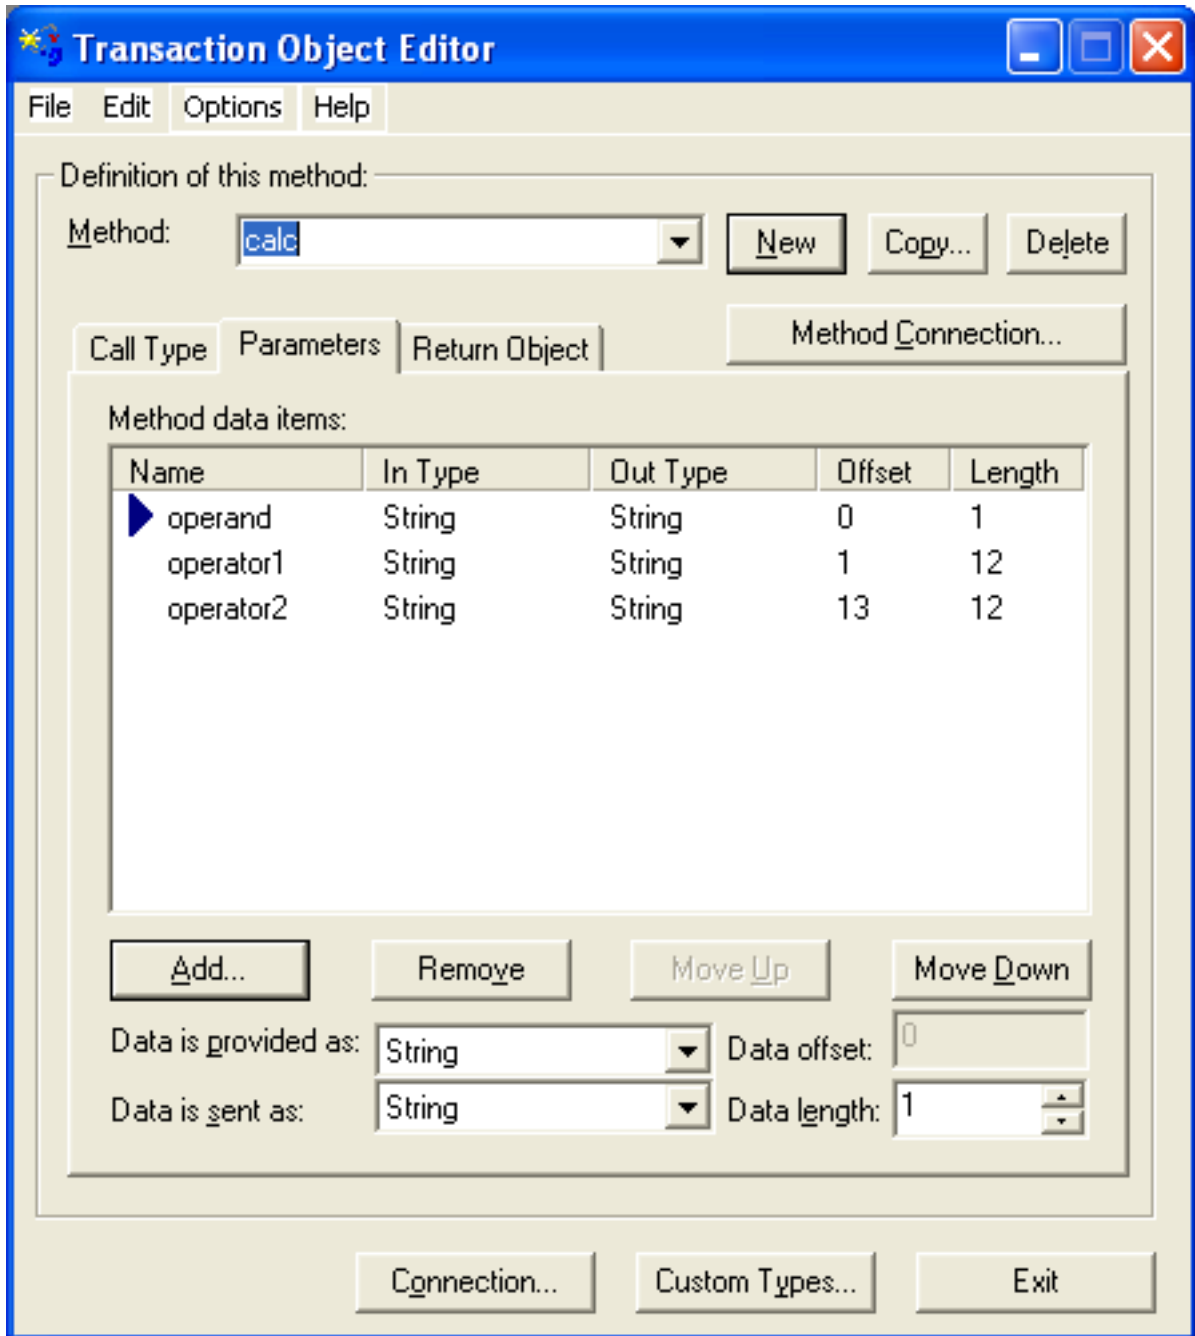 Transaction Object Editor
File Edit Options Help
Definition of this method:
Method: calc New Copy... Delete
Method Connection...
Call Type Parameters Return Object
Method data items:
Name In Type Out Type Offset Length
operand String String 0 1
operator1 String String 1 12
operator2 String String 13 12
Add... Remove Move Up Move Down
Data is provided as: String Data offset: 0
Data is sent as: String Data length: 1
Connection... Custom Types... Exit